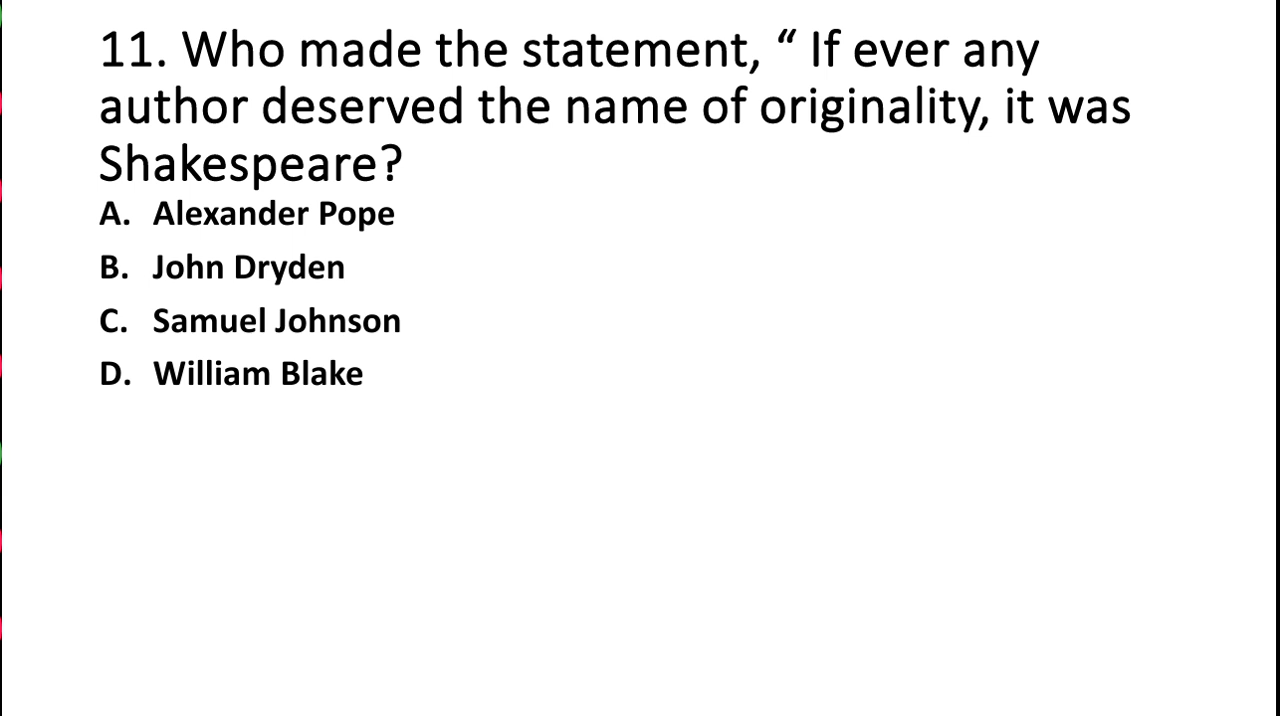 11. Who made the statement, “ If ever any
author deserved the name of originality, it was
Shakespeare?
A. Alexander Pope
B. John Dryden
C. Samuel Johnson
D. William Blake